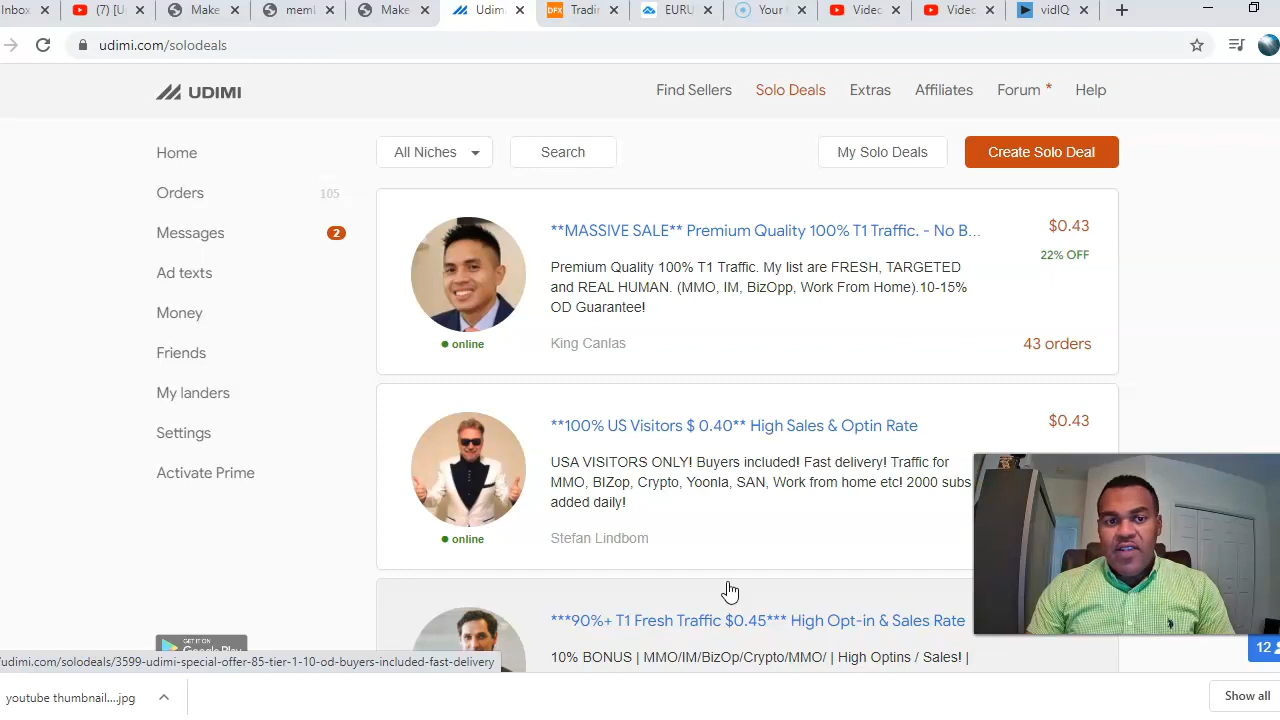 Inbox
(7) [U
Make
meml
Make
Udim
DFX
Tradin
EURU
Your
Videc
Videc
vidIQ
udimi.com/solodeals
UDIMI
Find Sellers
Solo Deals
Extras
Affiliates
Forum *
Help
Home
Orders 105
Messages 2
Ad texts
Money
Friends
My landers
Settings
Activate Prime
All Niches
Search
My Solo Deals
Create Solo Deal
**MASSIVE SALE** Premium Quality 100% T1 Traffic. - No B...
$0.43
22% OFF
Premium Quality 100% T1 Traffic. My list are FRESH, TARGETED
and REAL HUMAN. (MMO, IM, BizOpp, Work From Home).10-15%
OD Guarantee!
online
King Canlas
43 orders
**100% US Visitors $ 0.40** High Sales & Optin Rate
$0.43
USA VISITORS ONLY! Buyers included! Fast delivery! Traffic for
MMO, BIZop, Crypto, Yoonla, SAN, Work from home etc! 2000 subs
added daily!
online
Stefan Lindbom
***90%+ T1 Fresh Traffic $0.45*** High Opt-in & Sales Rate
10% BONUS | MMO/IM/BizOp/Crypto/MMO/ | High Optins / Sales! |
GET IT ON
Google Play
12
/udimi.com/solodeals/3599-udimi-special-offer-85-tier-1-10-od-buyers-included-fast-delivery
youtube thumbnail....jpg
Show all